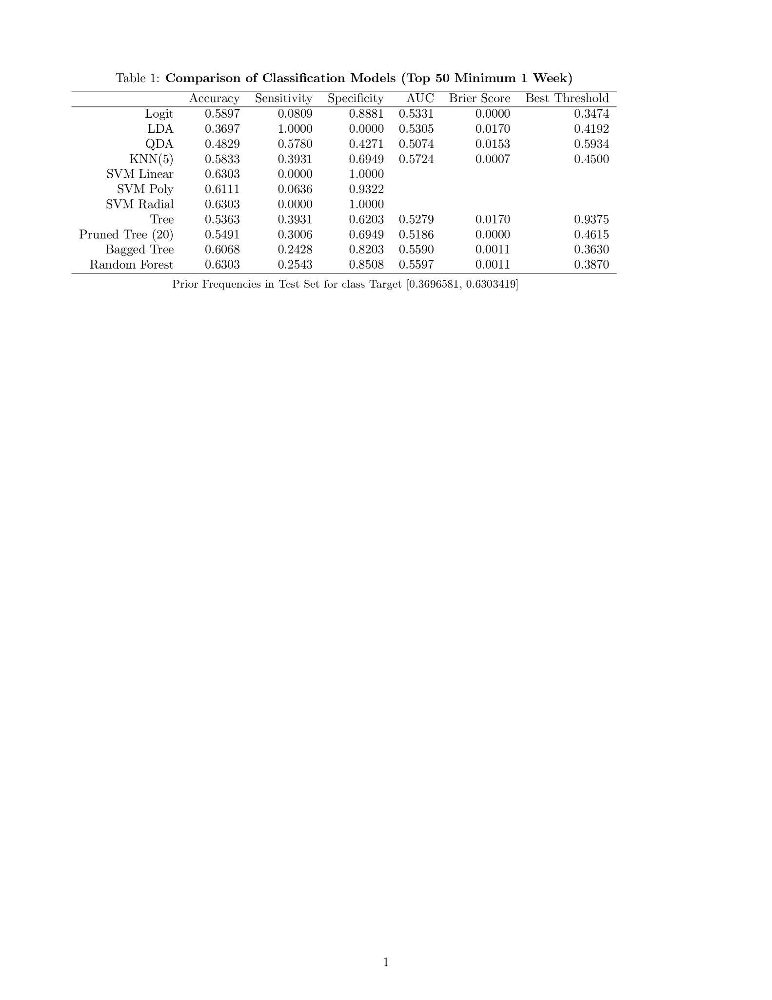 Table 1: Comparison of Classification Models (Top 50 Minimum 1 Week)
Accuracy Sensitivity Specificity AUC Brier Score Best Threshold
Logit 0.5897 0.0809 0.8881 0.5331 0.0000 0.3474
LDA 0.3697 1.0000 0.0000 0.5305 0.0170 0.4192
QDA 0.4829 0.5780 0.4271 0.5074 0.0153 0.5934
KNN(5) 0.5833 0.3931 0.6949 0.5724 0.0007 0.4500
SVM Linear 0.6303 0.0000 1.0000
SVM Poly 0.6111 0.0636 0.9322
SVM Radial 0.6303 0.0000 1.0000
Tree 0.5363 0.3931 0.6203 0.5279 0.0170 0.9375
Pruned Tree (20) 0.5491 0.3006 0.6949 0.5186 0.0000 0.4615
Bagged Tree 0.6068 0.2428 0.8203 0.5590 0.0011 0.3630
Random Forest 0.6303 0.2543 0.8508 0.5597 0.0011 0.3870
Prior Frequencies in Test Set for class Target [0.3696581, 0.6303419]
1